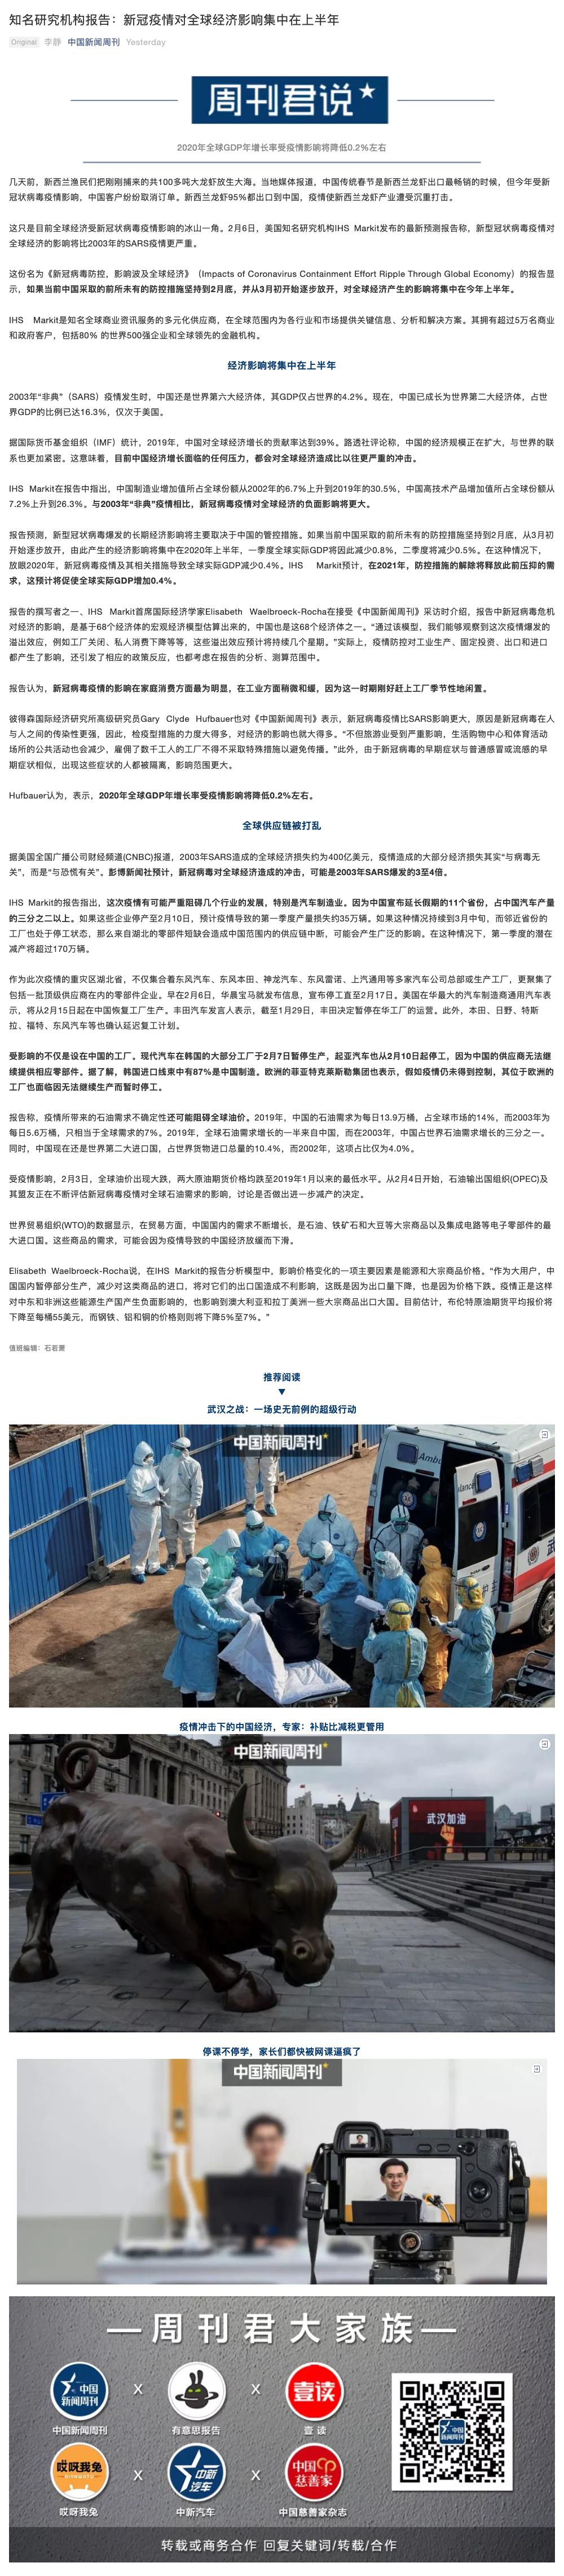 知名研究机构报告：新冠疫情对全球经济影响集中在上半年
Original 李静 中国新闻周刊 Yesterday
周刊君说
2020年全球GDP年增长率受疫情影响将降低0.2%左右
几天前，新西兰渔民们把刚刚捕来的共100多吨大龙虾放生大海。当地媒体报道，中国传统春节是新西兰龙虾出口最畅销的时候，但今年受新
冠状病毒疫情影响，中国客户纷纷取消订单。新西兰龙虾95%都出口到中国，疫情使新西兰龙虾产业遭受沉重打击。
这只是目前全球经济受新冠状病毒疫情影响的冰山一角。2月6日，美国知名研究机构IHS Markit发布的最新预测报告称，新型冠状病毒疫情对
全球经济的影响将比2003年的SARS疫情更严重。
这份名为《新冠病毒防控，影响波及全球经济》（Impacts of Coronavirus Containment Effort Ripple Through Global Economy）的报告显
示，如果当前中国采取的前所未有的防控措施坚持到2月底，并从3月初开始逐步放开，对全球经济产生的影响将集中在今年上半年。
IHS Markit是知名全球商业资讯服务的多元化供应商，在全球范围内为各行业和市场提供关键信息、分析和解决方案。其拥有超过5万名商业
和政府客户，包括80% 的世界500强企业和全球领先的金融机构。
经济影响将集中在上半年
2003年“非典”（SARS）疫情发生时，中国还是世界第六大经济体，其GDP仅占世界的4.2%。现在，中国已成长为世界第二大经济体，占世
界GDP的比例已达16.3%，仅次于美国。
据国际货币基金组织（IMF）统计，2019年，中国对全球经济增长的贡献率达到39%。路透社评论称，中国的经济规模正在扩大，与世界的联
系也更加紧密。这意味着，目前中国经济增长面临的任何压力，都会对全球经济造成比以往更严重的冲击。
IHS Markit在报告中指出，中国制造业增加值所占全球份额从2002年的6.7%上升到2019年的30.5%，中国高技术产品增加值所占全球份额从
7.2%上升到26.3%。与2003年“非典”疫情相比，新冠病毒疫情对全球经济的负面影响将更大。
报告预测，新型冠状病毒爆发的长期经济影响将主要取决于中国的管控措施。如果当前中国采取的前所未有的防控措施坚持到2月底，从3月
初开始逐步放开，由此产生的经济影响将集中在2020年上半年，一季度全球实际GDP将因此减少0.8%，二季度将减少0.5%。在这种情况下，
放眼2020年，新冠病毒疫情及其相关措施导致全球实际GDP减少0.4%。IHS Markit预计，在2021年，防控措施的解除将释放此前压抑的需
求，这预计将促使全球实际GDP增加0.4%。
报告的撰写者之一、IHS Markit首席国际经济学家Elisabeth Waelbroeck-Rocha在接受《中国新闻周刊》采访时介绍，报告中新冠病毒危机
对经济的影响，是基于68个经济体的宏观经济模型估算出来的，中国也是这68个经济体之一。“通过该模型，我们能够观察到这次疫情爆发的
溢出效应，例如工厂关闭、私人消费下降等等，这些溢出效应预计将持续几个星期。”实际上，疫情防控对工业生产、固定投资、出口和进口
都产生了影响，还引发了相应的政策反应，也都考虑在报告的分析、测算范围中。
报告认为，新冠病毒疫情的影响在家庭消费方面最为明显，在工业方面稍微和缓，因为这一时期刚好赶上工厂季节性地闲置。
彼得森国际经济研究所高级研究员Gary Clyde Hufbauer也对《中国新闻周刊》表示，新冠病毒疫情比SARS影响更大，原因是新冠病毒在人
与人之间的传染性更强，因此，检疫型措施的力度大得多，对经济的影响也就大得多。“不但旅游业受到严重影响，生活购物中心和体育活动
场所的公共活动也会减少，雇佣了数千工人的工厂不得不采取特殊措施以避免传播。”此外，由于新冠病毒的早期症状与普通感冒或流感的早
期症状相似，出现这些症状的人都被隔离，影响范围更大。
Hufbauer认为，表示，2020年全球GDP年增长率受疫情影响将降低0.2%左右。
全球供应链被打乱
据美国全国广播公司财经频道(CNBC)报道，2003年SARS造成的全球经济损失约为400亿美元，疫情造成的大部分经济损失其实“与病毒无
关”，而是“与恐慌有关”。彭博新闻社预计，新冠病毒对全球经济造成的冲击，可能是2003年SARS爆发的3至4倍。
IHS Markit的报告指出，这次疫情有可能严重阻碍几个行业的发展，特别是汽车制造业。因为中国宣布延长假期的11个省份，占中国汽车产量
的三分之二以上。如果这些企业停产至2月10日，预计疫情导致的第一季度产量损失约35万辆。如果这种情况持续到3月中旬，而邻近省份的
工厂也处于停工状态，那么来自湖北的零部件短缺会造成中国范围内的供应链中断，可能会产生广泛的影响。在这种情况下，第一季度的潜在
减产将超过170万辆。
作为此次疫情的重灾区湖北省，不仅集合着东风汽车、东风本田、神龙汽车、东风雷诺、上汽通用等多家汽车公司总部或生产工厂，更聚集了
包括一批顶级供应商在内的零部件企业。早在2月6日，华晨宝马就发布信息，宣布停工直至2月17日。美国在华最大的汽车制造商通用汽车表
示，将从2月15日起在中国恢复工厂生产。丰田汽车发言人表示，截至1月29日，丰田决定暂停在华工厂的运营。此外，本田、日野、特斯
拉、福特、东风汽车等也确认延迟复工计划。
受影响的不仅是设在中国的工厂。现代汽车在韩国的大部分工厂于2月7日暂停生产，起亚汽车也从2月10日起停工，因为中国的供应商无法继
续提供相应零部件。据了解，韩国进口线束中有87%是中国制造。欧洲的菲亚特克莱斯勒集团也表示，假如疫情仍未得到控制，其位于欧洲的
工厂也面临因无法继续生产而暂时停工。
报告称，疫情所带来的石油需求不确定性还可能阻碍全球油价。2019年，中国的石油需求为每日13.9万桶，占全球市场的14%，而2003年为
每日5.6万桶，只相当于全球需求的7%。2019年，全球石油需求增长的一半来自中国，而在2003年，中国占世界石油需求增长的三分之一。
同时，中国现在还是世界第二大进口国，占世界货物进口总量的10.4%，而2002年，这项占比仅为4.0%。
受疫情影响，2月3日，全球油价出现大跌，两大原油期货价格均跌至2019年1月以来的最低水平。从2月4日开始，石油输出国组织(OPEC)及
其盟友正在不断评估新冠病毒疫情对全球石油需求的影响，讨论是否做出进一步减产的决定。
世界贸易组织(WTO)的数据显示，在贸易方面，中国国内的需求不断增长，是石油、铁矿石和大豆等大宗商品以及集成电路等电子零部件的最
大进口国。这些商品的需求，可能会因为疫情导致的中国经济放缓而下滑。
Elisabeth Waelbroeck-Rocha说，在IHS Markit的报告分析模型中，影响价格变化的一项主要因素是能源和大宗商品价格。“作为大用户，中
国国内暂停部分生产，减少对这类商品的进口，将对它们的出口国造成不利影响，这既是因为出口量下降，也是因为价格下跌。疫情正是这样
对中东和非洲这些能源生产国产生负面影响的，也影响到澳大利亚和拉丁美洲一些大宗商品出口大国。目前估计，布伦特原油期货平均报价将
下降至每桶55美元，而钢铁、铝和铜的价格则则将下降5%至7%。”
值班编辑：石若萧
推荐阅读
▼
武汉之战：一场史无前例的超级行动
中国新闻周刊
疫情冲击下的中国经济，专家：补贴比减税更管用
中国新闻周刊
武汉加油
停课不停学，家长们都快被网课逼疯了
中国新闻周刊
周刊君大家族
中国新闻周刊 x 有意思报告 x 壹读
哎呀我兔 x 中新汽车 x 中国慈善家杂志
转载或商务合作 回复关键词/转载/合作